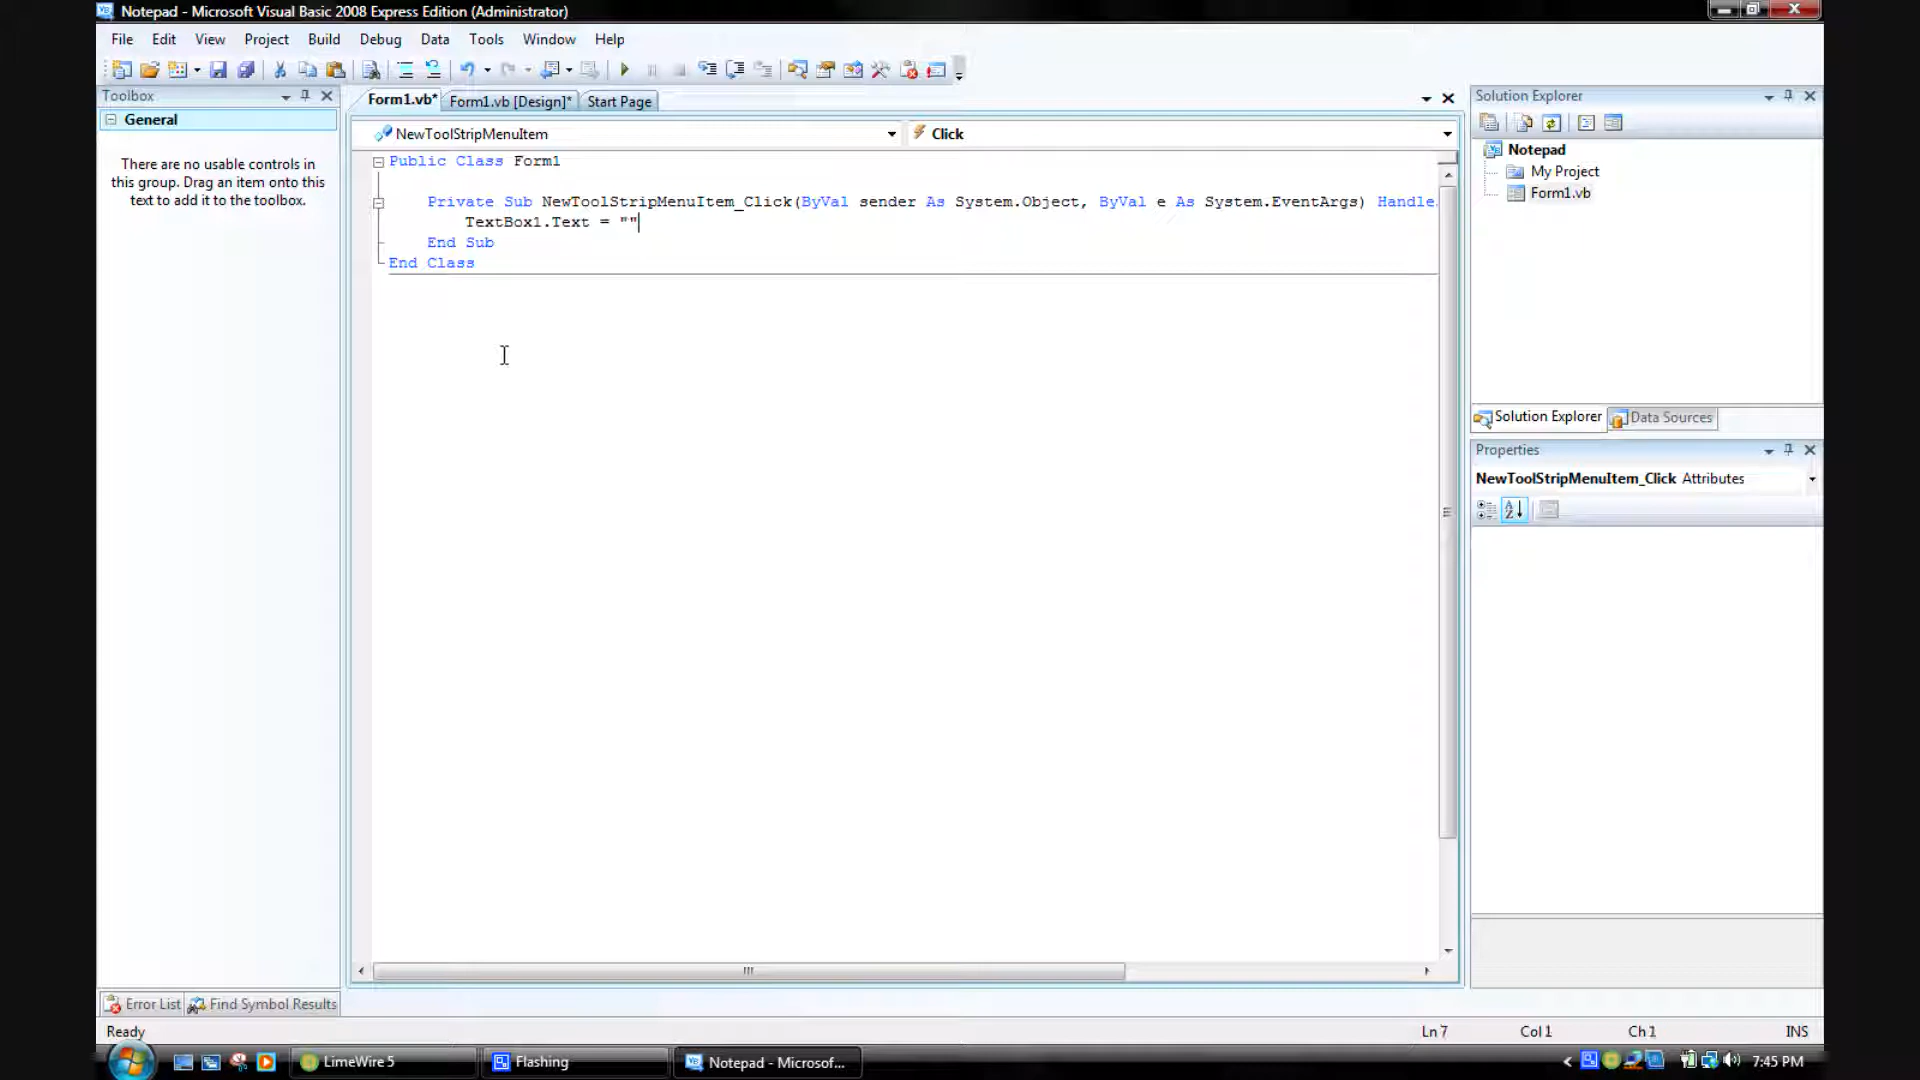 Notepad - Microsoft Visual Basic 2008 Express Edition (Administrator)
File Edit View Project Build Debug Data Tools Window Help
Toolbox
General
There are no usable controls in
this group. Drag an item onto this
text to add it to the toolbox.
Form1.vb* Form1.vb [Design]* Start Page
NewToolStripMenuItem Click
Public Class Form1
Private Sub NewToolStripMenuItem_Click(ByVal sender As System.Object, ByVal e As System.EventArgs) Handle
TextBox1.Text = ""
End Sub
End Class
Solution Explorer
Notepad
My Project
Form1.vb
Solution Explorer Data Sources
Properties
NewToolStripMenuItem_Click Attributes
Error List Find Symbol Results
Ready Ln 7 Col 1 Ch 1 INS
LimeWire 5 Flashing Notepad - Microsof... 7:45 PM